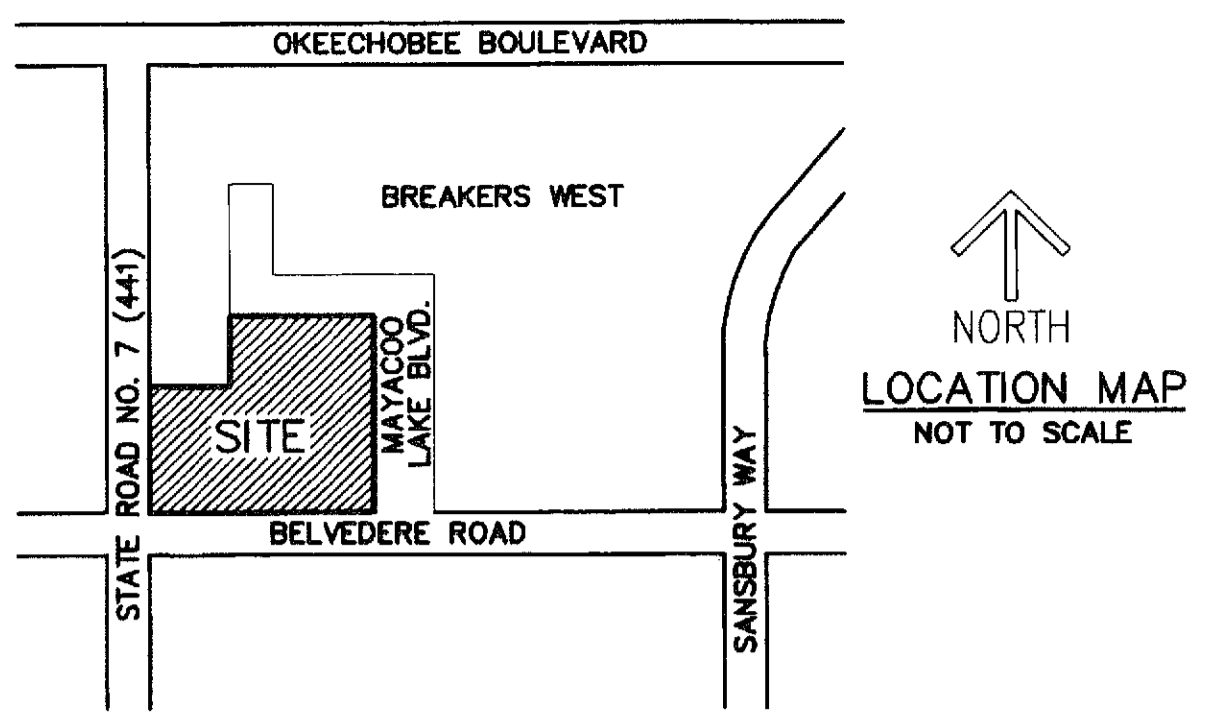 OKEECHOBEE BOULEVARD
BREAKERS WEST
STATE ROAD NO. 7 (441)
MAYACOO
LAKE BLVD.
SITE
BELVEDERE ROAD
SANSBURY WAY
NORTH
LOCATION MAP
NOT TO SCALE